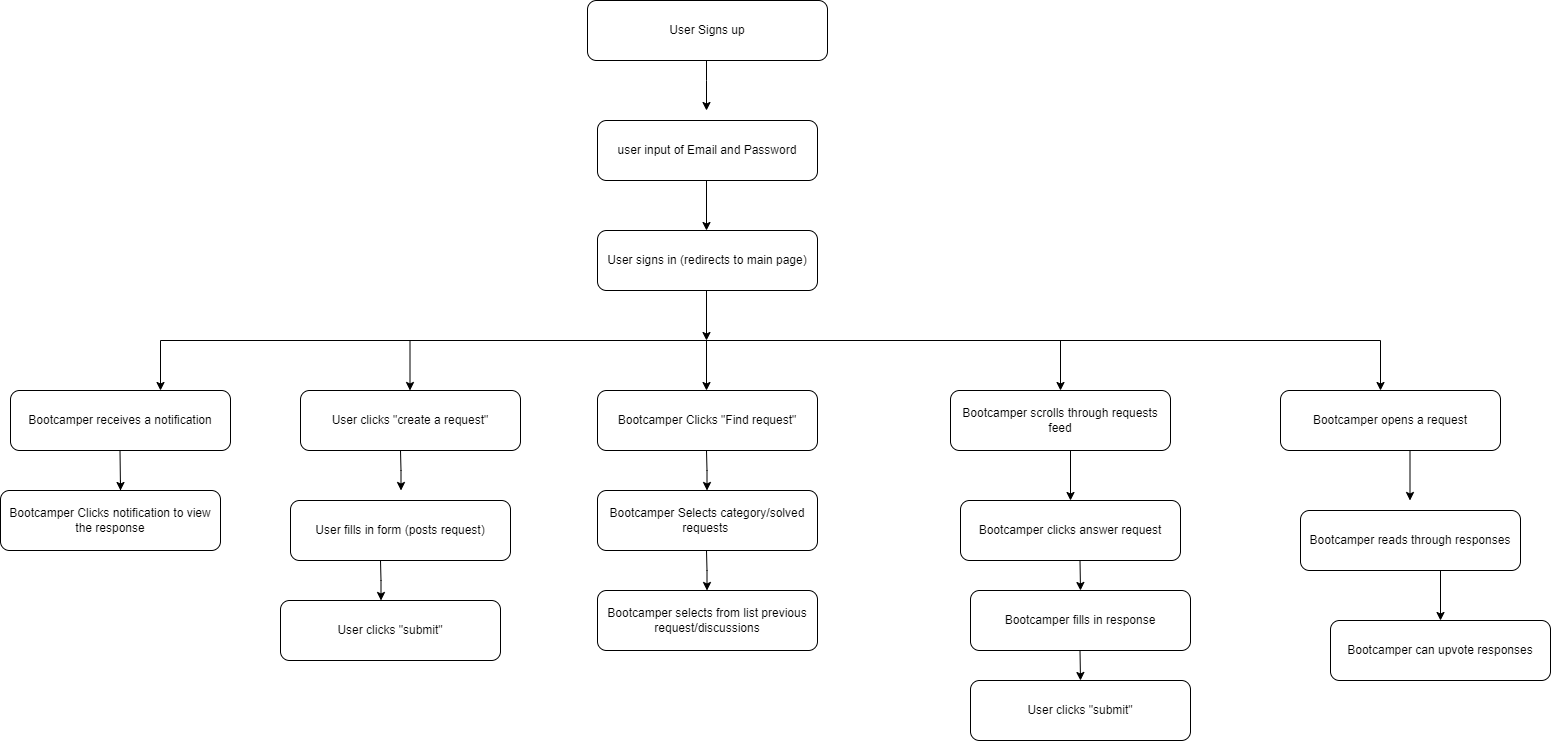 User Signs up
user input of Email and Password
User signs in (redirects to main page)
Bootcamper receives a notification
User clicks "create a request"
Bootcamper Clicks "Find request"
Bootcamper scrolls through requests
feed
Bootcamper opens a request
Bootcamper Clicks notification to view
the response
User fills in form (posts request)
Bootcamper Selects category/solved
requests
Bootcamper clicks answer request
Bootcamper reads through responses
User clicks "submit"
Bootcamper selects from list previous
request/discussions
Bootcamper fills in response
Bootcamper can upvote responses
User clicks "submit"